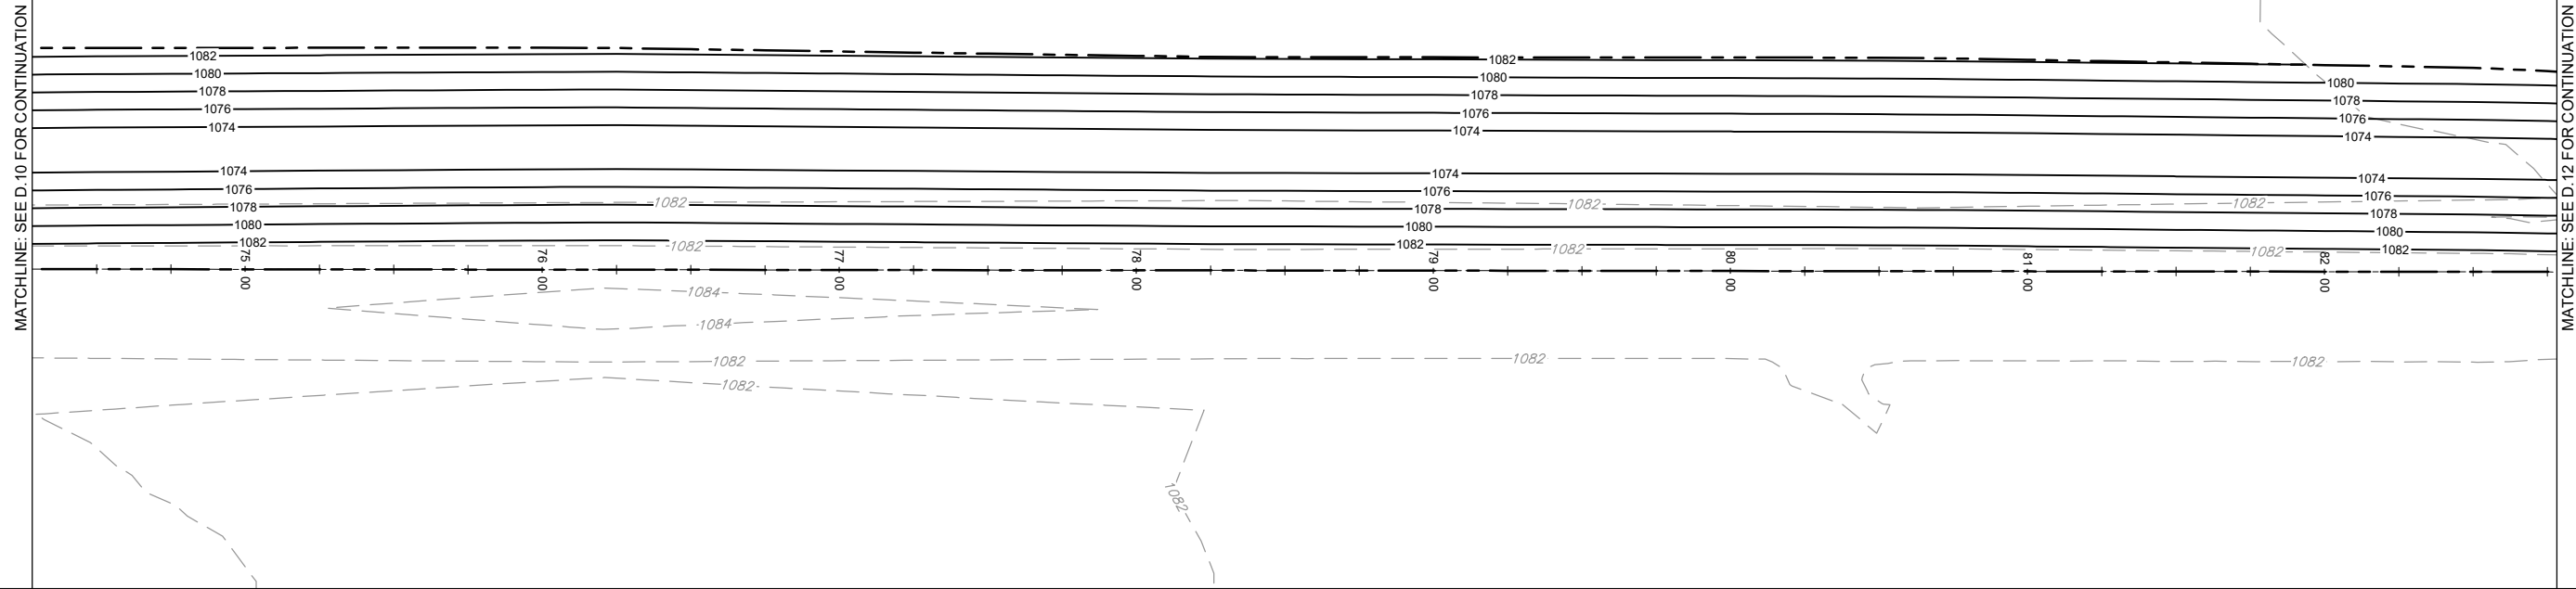 MATCHLINE: SEE D.10 FOR CONTINUATION
MATCHLINE: SEE D.12 FOR CONTINUATION
1082 1082
1080 1080 1080
1078 1078 1078
1076 1076 1076
1074 1074 1074
1074 1074 1074
1076 1076 1076
1082 1082 1082
1078 1078 1078
1080 1080 1080
1082 1082 1082
1082 1082 1082
75 00 76 00 77 00 78 00 79 00 80 00 81 00 82 00
1084
1084
1082 1082 1082
1082
1082